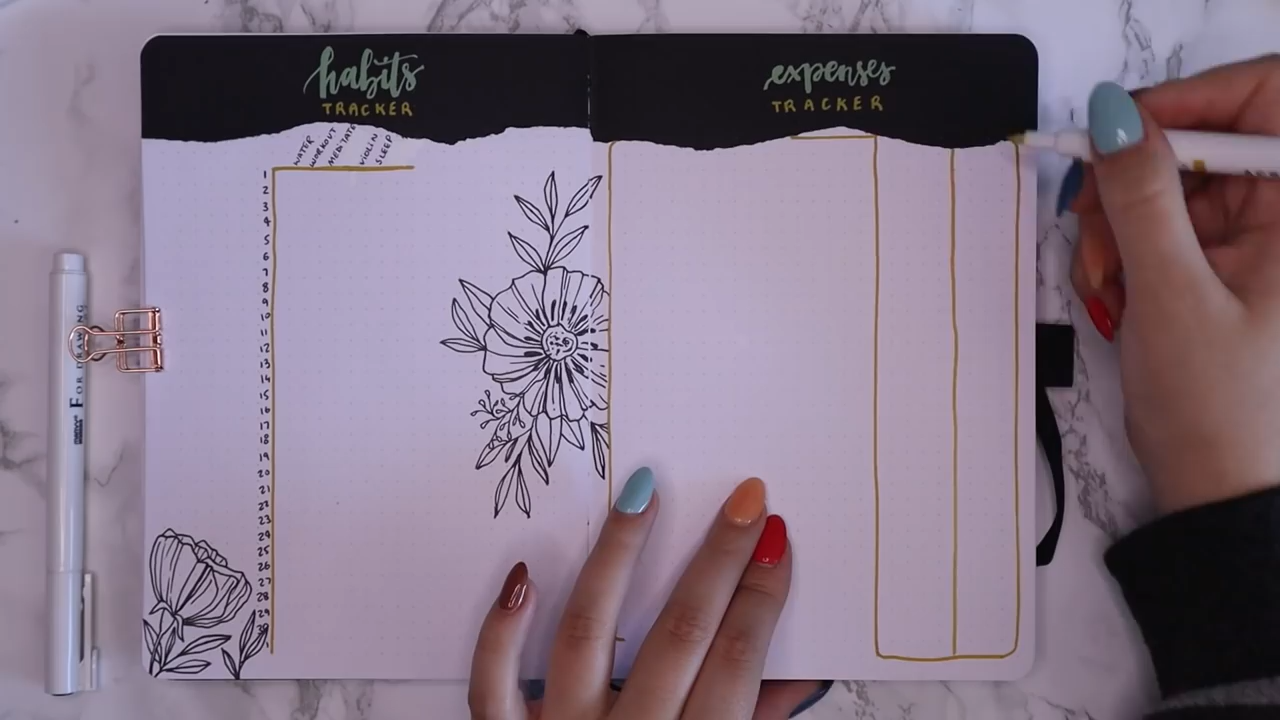 habits
TRACKER
expenses
TRACKER
WATER
WORKOUT
MEDITATE
VIOLIN
SLEEP
1
2
3
4
5
6
7
8
9
10
11
12
13
14
15
16
17
18
19
20
21
22
23
24
25
26
27
28
29
FOR DRAWING